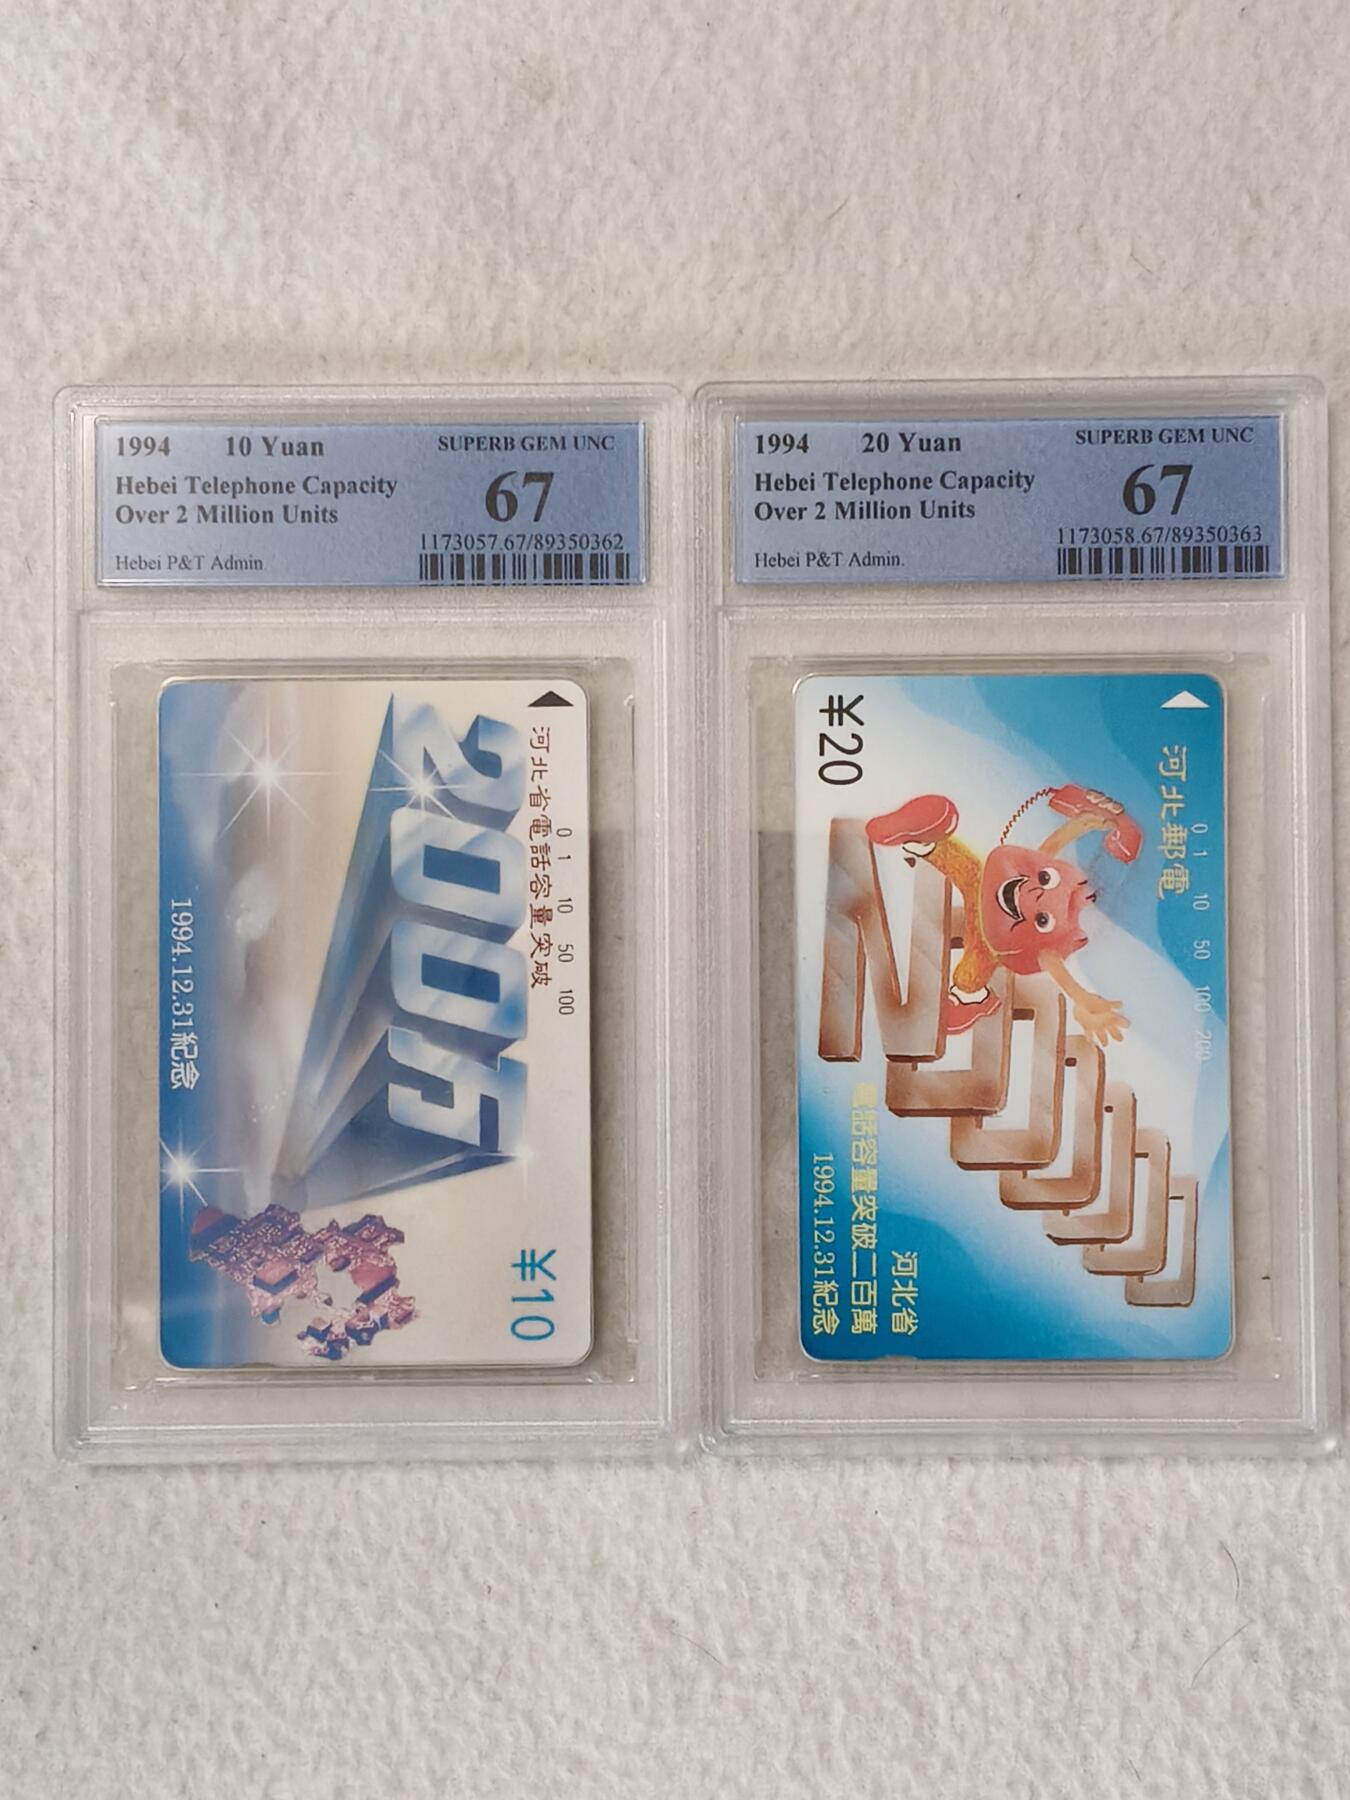 1994 10 Yuan
SUPERB GEM UNC
Hebei Telephone Capacity
Over 2 Million Units
67
1173057.67/89350362
Hebei P&T Admin.
河北省電話容量突破
0 1 10 50 100
200万
1994.12.31紀念
¥10
1994 20 Yuan
SUPERB GEM UNC
Hebei Telephone Capacity
Over 2 Million Units
67
1173058.67/89350363
Hebei P&T Admin.
河北郵電
0 1 10 50 100 200
¥20
2000000
河北省
電話容量突破二百萬
1994.12.31紀念